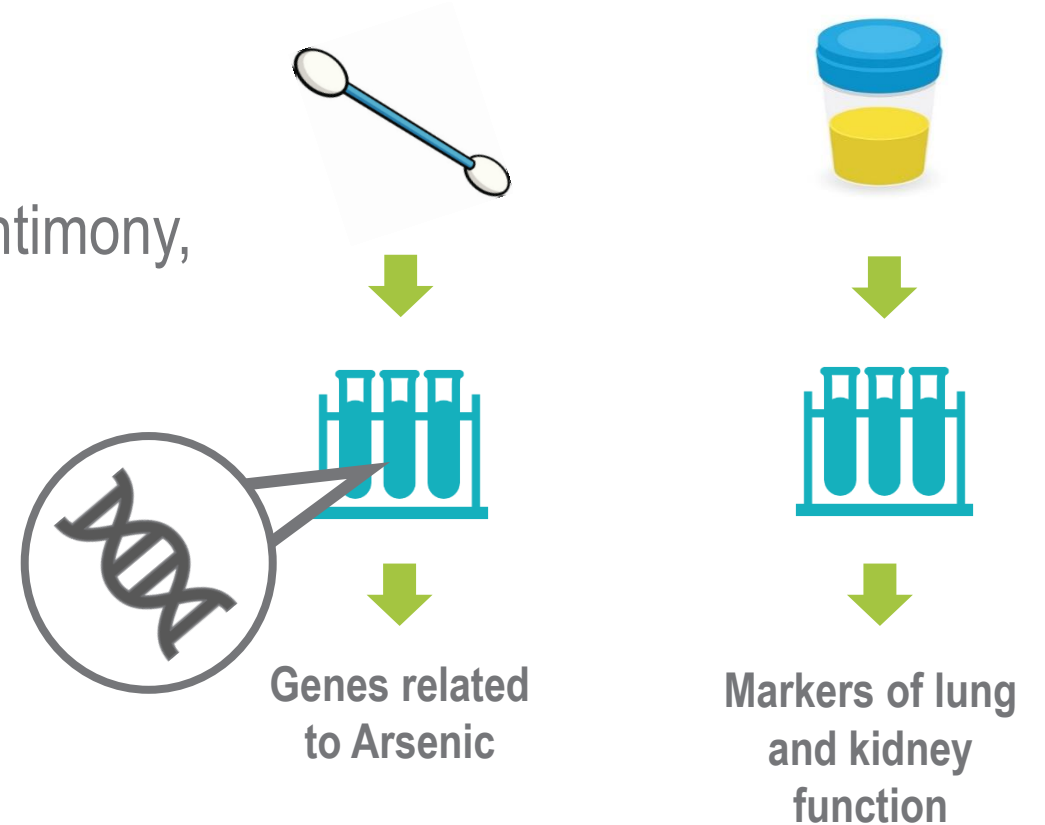 ntimony,
Genes related
to Arsenic
Markers of lung
and kidney
function